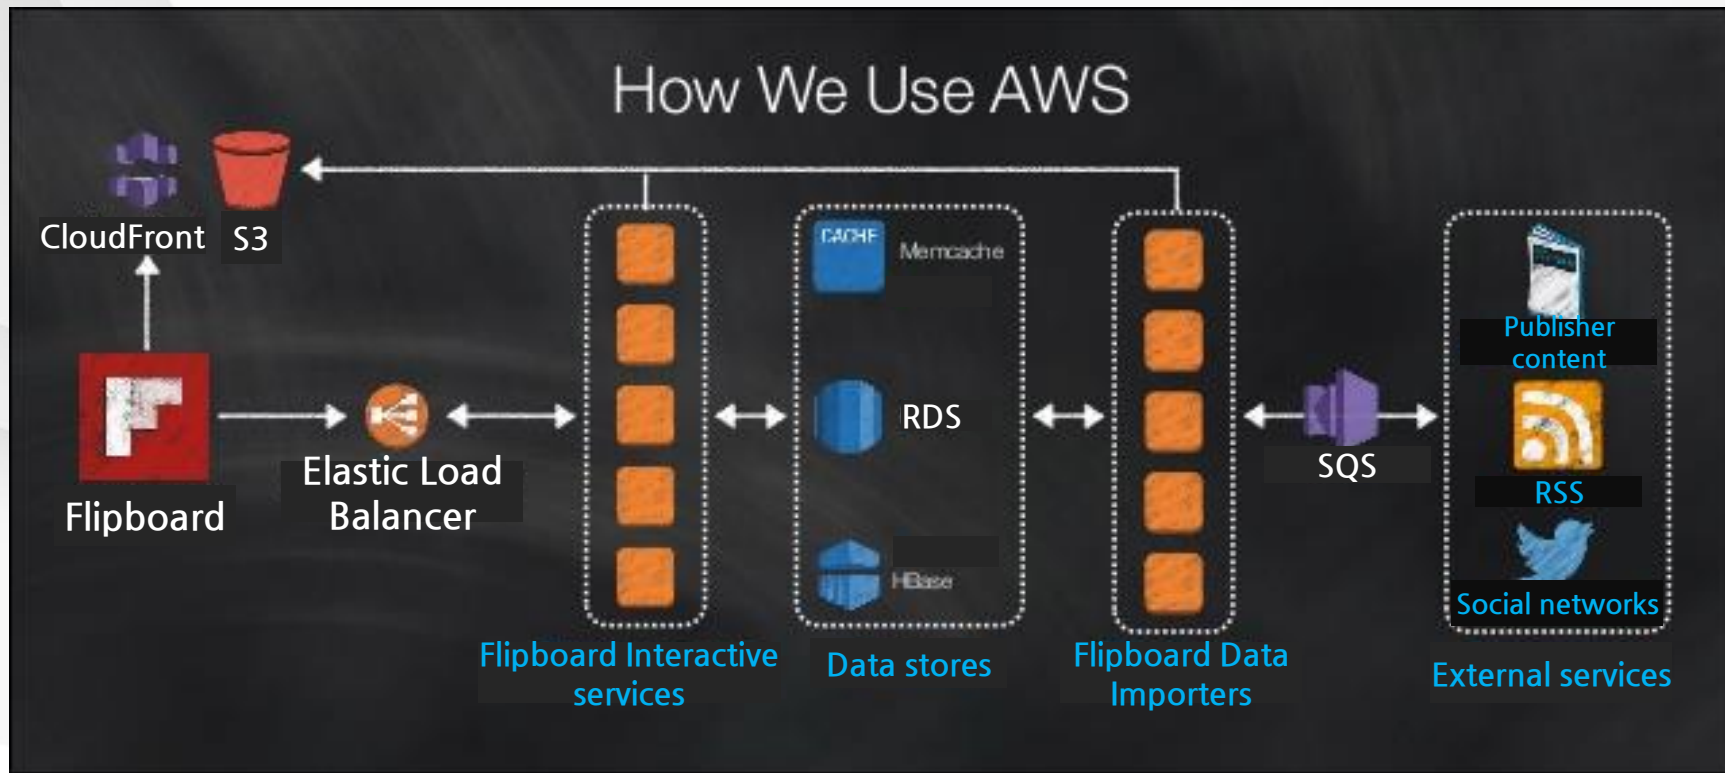 How We Use AWS
CloudFront
S3
CACHE
Memcache
Publisher
content
RDS
Elastic Load
Balancer
Flipboard
SQS
RSS
HBase
Social networks
Flipboard Interactive
services
Data stores
Flipboard Data
Importers
External services